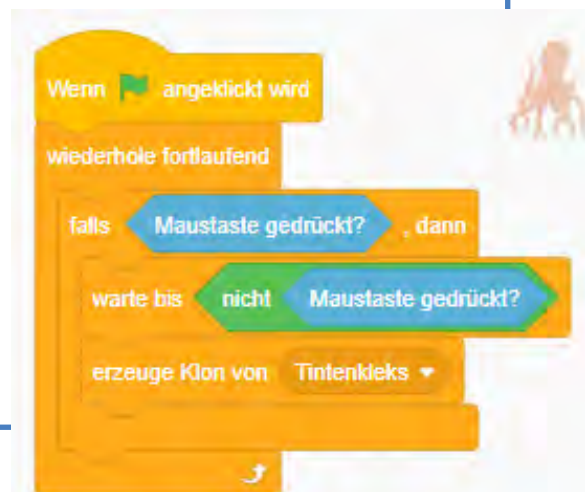 Wenn angeklickt wird
wiederhole fortlaufend
falls Maustaste gedrückt? , dann
warte bis nicht Maustaste gedrückt?
erzeuge Klon von Tintenkleks